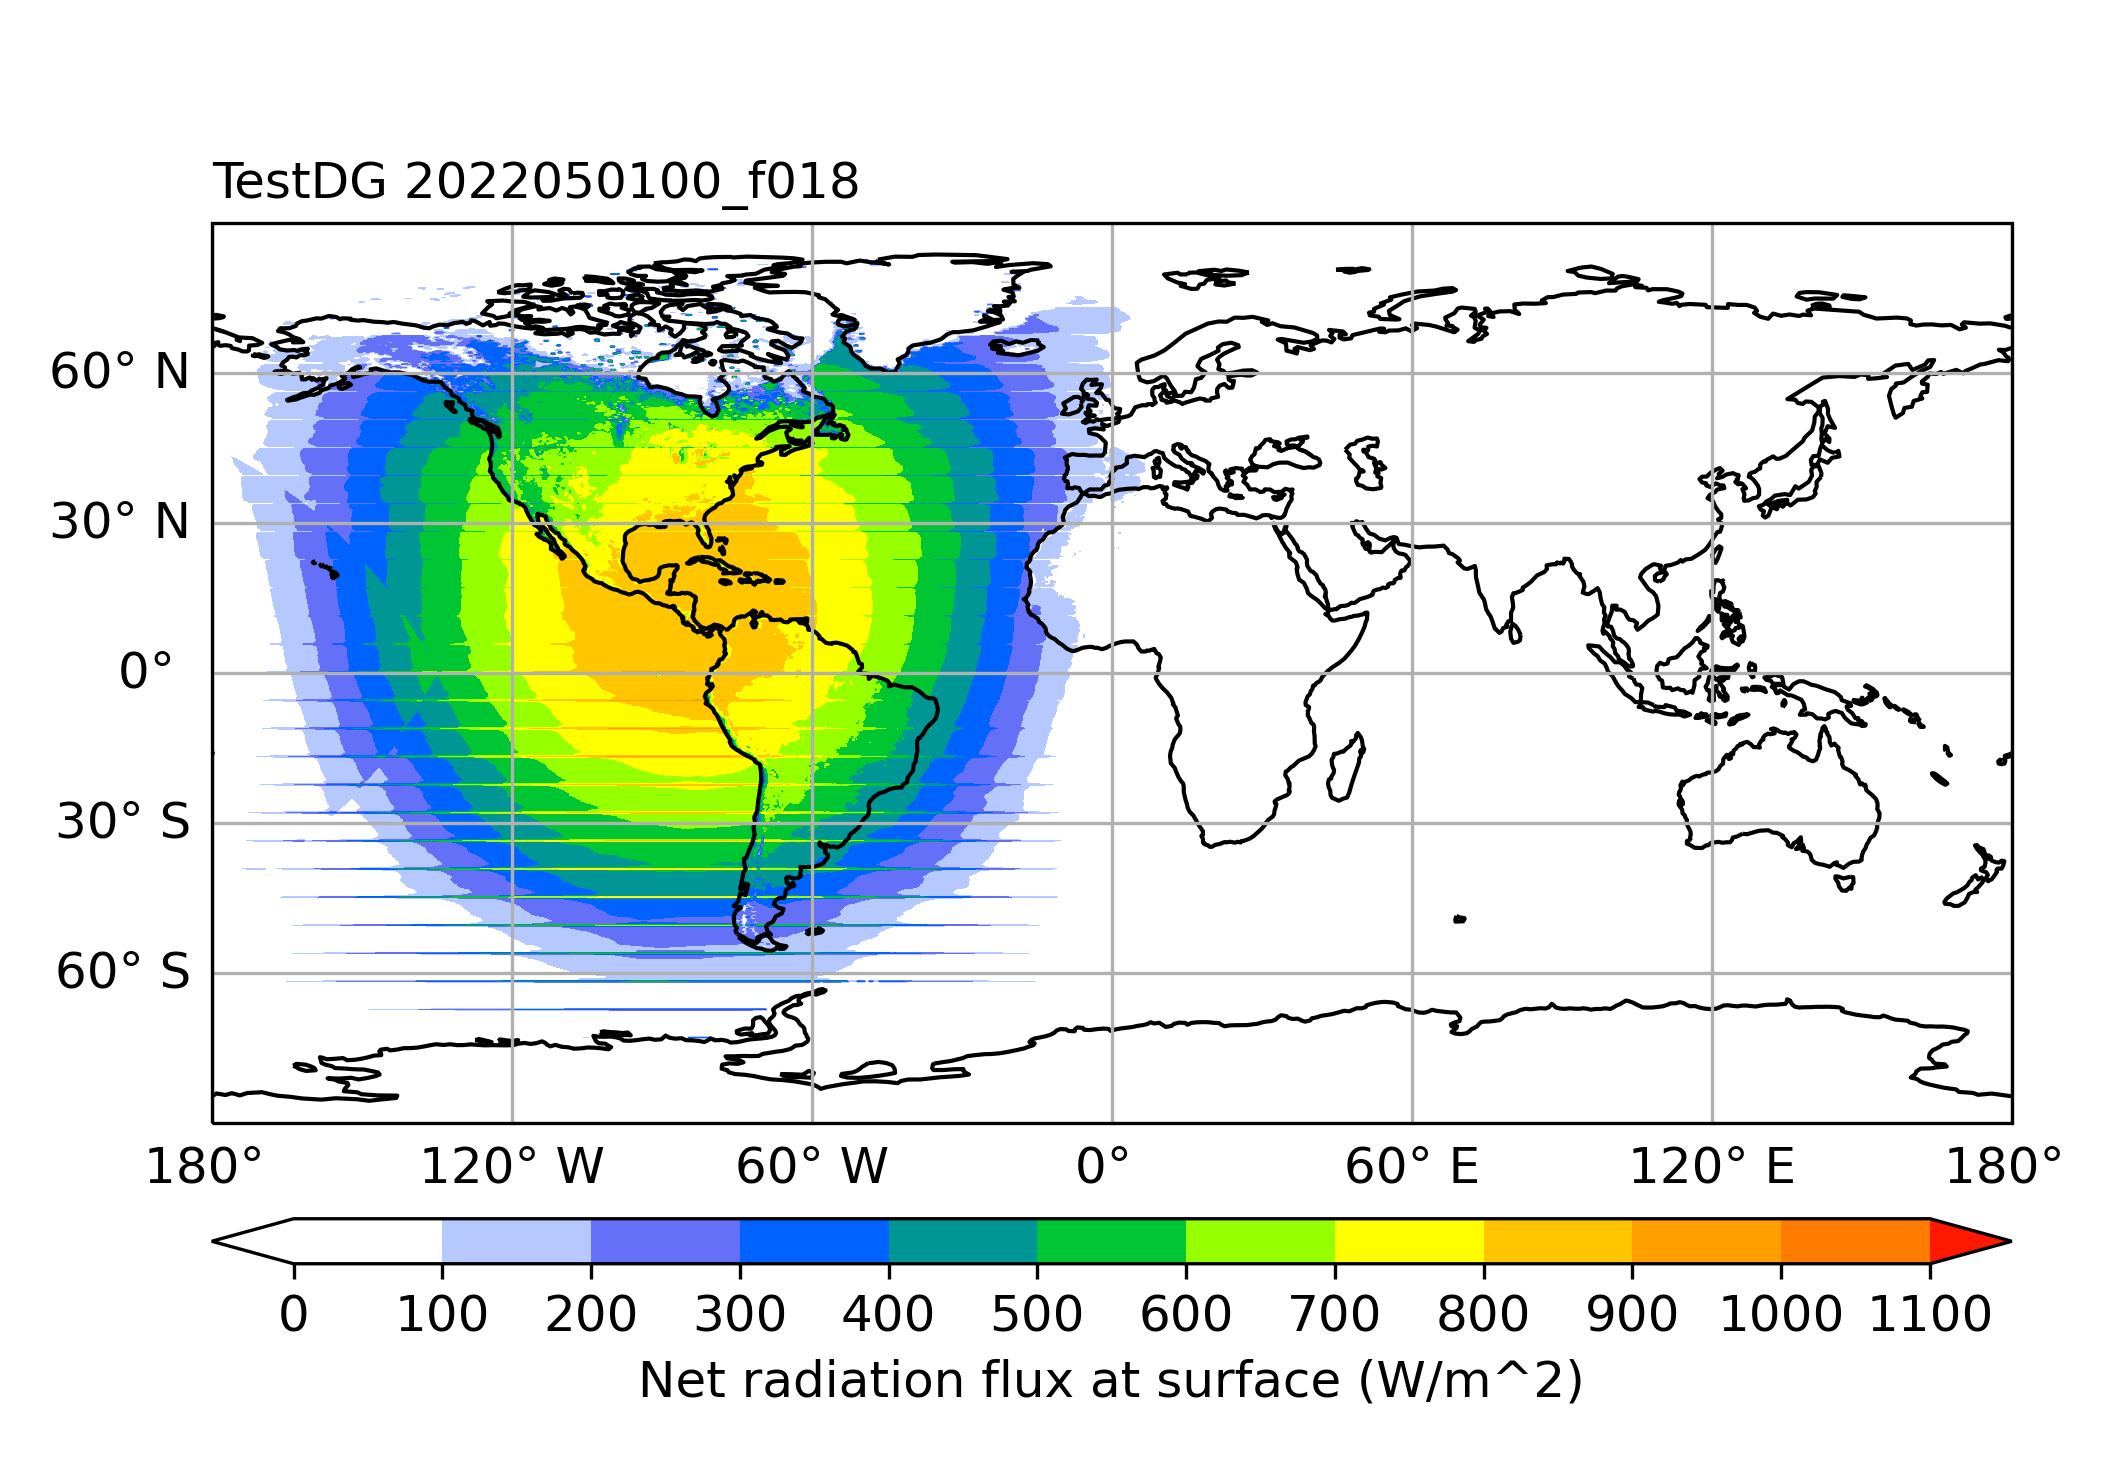 TestDG 2022050100_f018
60° N
30° N
0°
30° S
60° S
180° 120° W 60° W 0° 60° E 120° E 180°
0 100 200 300 400 500 600 700 800 900 1000 1100
Net radiation flux at surface (W/m^2)